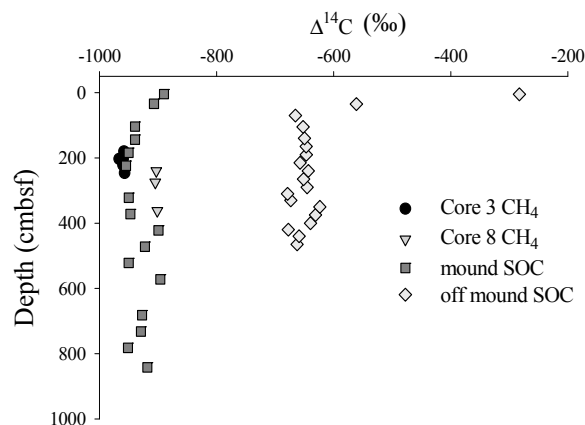 Δ¹⁴C (‰)
-1000 -800 -600 -400 -200
0
200
400
600
800
1000
Depth (cmbsf)
Core 3 CH₄
Core 8 CH₄
mound SOC
off mound SOC